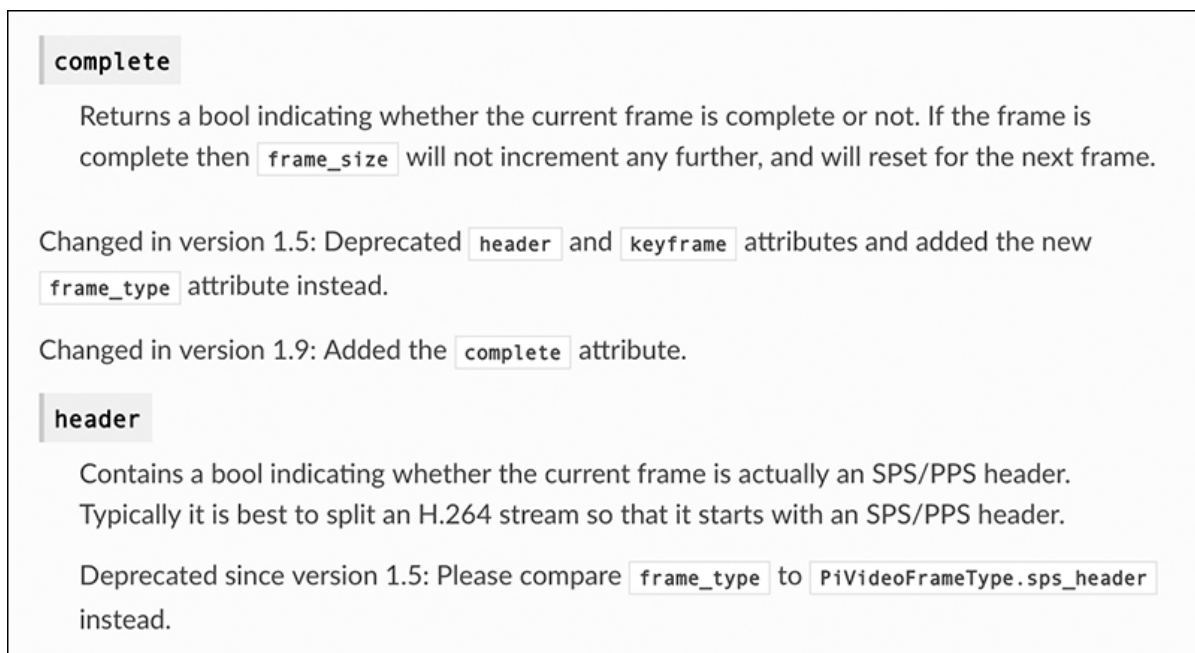 complete
Returns a bool indicating whether the current frame is complete or not. If the frame is
complete then frame_size will not increment any further, and will reset for the next frame.
Changed in version 1.5: Deprecated header and keyframe attributes and added the new
frame_type attribute instead.
Changed in version 1.9: Added the complete attribute.
header
Contains a bool indicating whether the current frame is actually an SPS/PPS header.
Typically it is best to split an H.264 stream so that it starts with an SPS/PPS header.
Deprecated since version 1.5: Please compare frame_type to PiVideoFrameType.sps_header
instead.